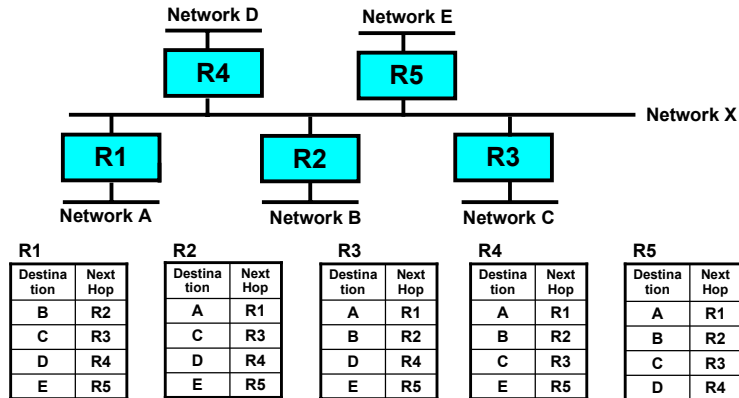 Network D Network E
R4 R5
Network X
R1 R2 R3
Network A Network B Network C
R1
Destina
tion Next
Hop
B R2
C R3
D R4
E R5
R2
Destina
tion Next
Hop
A R1
C R3
D R4
E R5
R3
Destina
tion Next
Hop
A R1
B R2
D R4
E R5
R4
Destina
tion Next
Hop
A R1
B R2
C R3
E R5
R5
Destina
tion Next
Hop
A R1
B R2
C R3
D R4